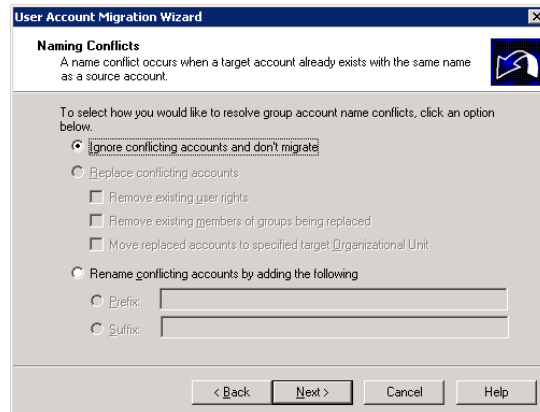 User Account Migration Wizard
Naming Conflicts
A name conflict occurs when a target account already exists with the same name
as a source account.
To select how you would like to resolve group account name conflicts, click an option
below.
Ignore conflicting accounts and don't migrate
Replace conflicting accounts
Remove existing user rights
Remove existing members of groups being replaced
Move replaced accounts to specified target Organizational Unit
Rename conflicting accounts by adding the following
Prefix:
Suffix:
< Back Next > Cancel Help